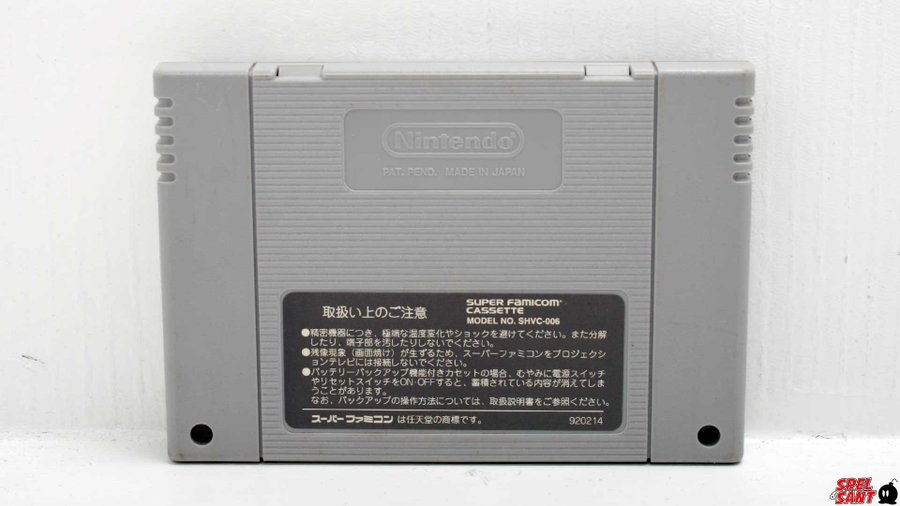 Nintendo®
PAT. PEND. MADE IN JAPAN
取扱い上のご注意
SUPER FAMICOM™
CASSETTE
MODEL NO. SHVC-006
●精密機器につき、極端な温度変化やショックを避けてください。また分解
したり、端子部を汚したりしないでください。
●残像現象（画面焼け）が生ずるため、スーパーファミコンをプロジェクシ
ョンテレビには接続しないでください。
●バッテリーバックアップ機能付きカセットの場合、むやみに電源スイッチ
やリセットスイッチをON・OFFすると、蓄積されている内容が消えてしま
うことがあります。
なお、バックアップの操作方法については、取扱説明書をご参照ください。
スーパーファミコンは任天堂の商標です。
920214
SPEL
SANT